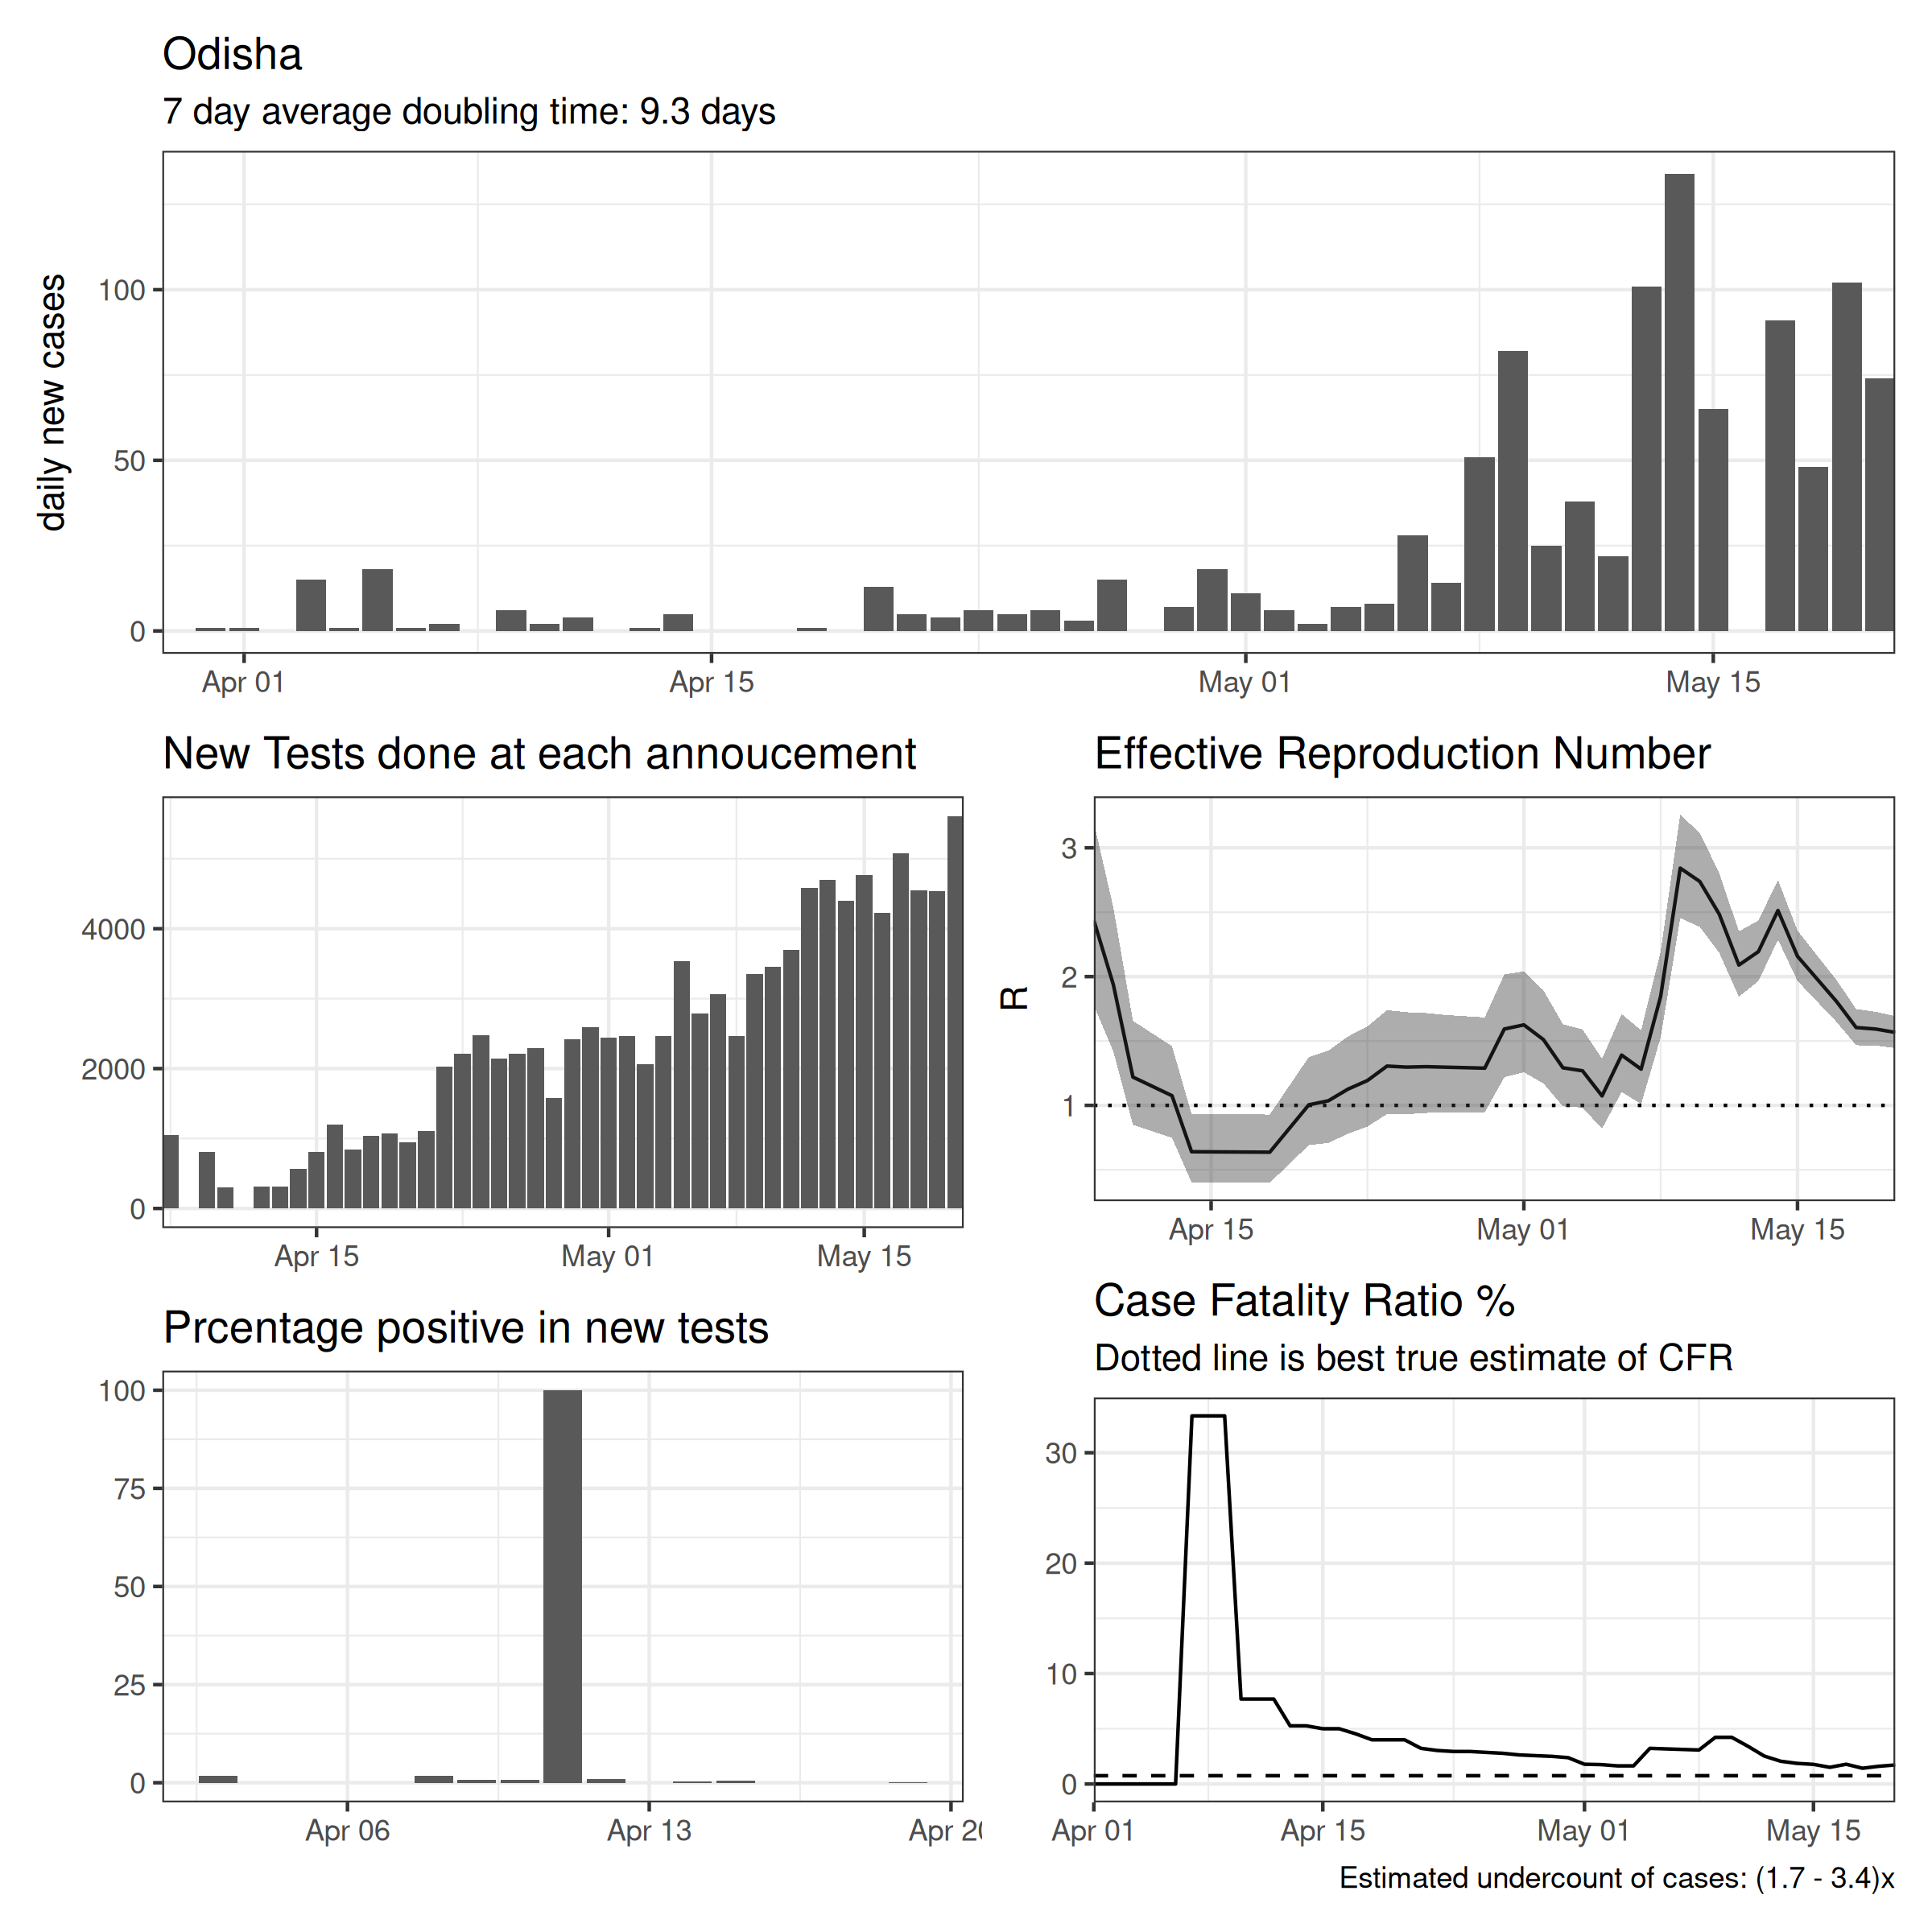 Odisha
7 day average doubling time: 9.3 days
daily new cases
100
50
0
Apr 01
Apr 15
May 01
May 15
New Tests done at each annoucement
4000
2000
0
Apr 15
May 01
May 15
Effective Reproduction Number
R
3
2
1
Apr 15
May 01
May 15
Prcentage positive in new tests
100
75
50
25
0
Apr 06
Apr 13
Apr 20
Case Fatality Ratio %
Dotted line is best true estimate of CFR
30
20
10
0
Apr 01
Apr 15
May 01
May 15
Estimated undercount of cases: (1.7 - 3.4)x